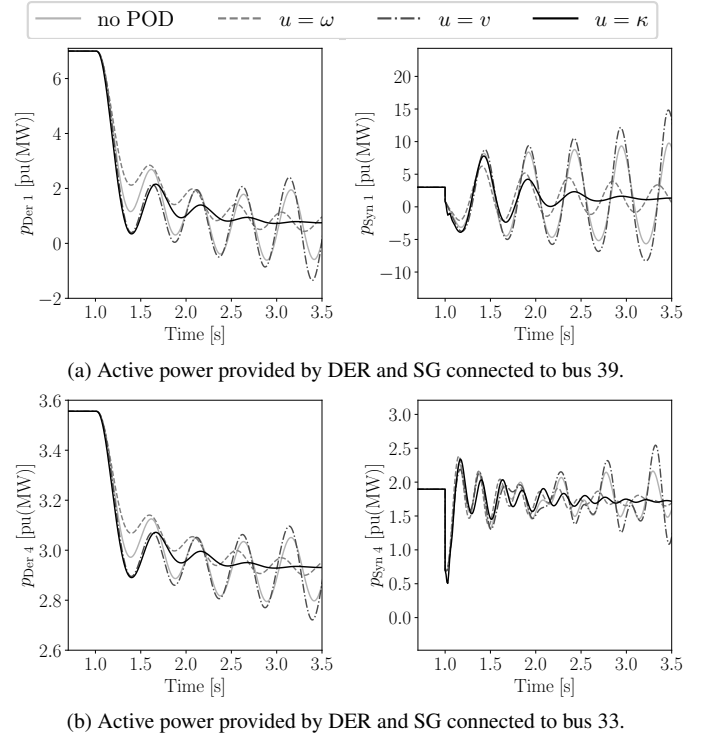 no POD u = ω u = v u = κ
p_Der 1 [pu(MW)]
6
4
2
0
−2
1.0 1.5 2.0 2.5 3.0 3.5
Time [s]
p_Syn 1 [pu(MW)]
20
15
10
5
0
−5
−10
1.0 1.5 2.0 2.5 3.0 3.5
Time [s]
(a) Active power provided by DER and SG connected to bus 39.
p_Der 4 [pu(MW)]
3.6
3.4
3.2
3.0
2.8
2.6
1.0 1.5 2.0 2.5 3.0 3.5
Time [s]
p_Syn 4 [pu(MW)]
3.0
2.5
2.0
1.5
1.0
0.5
0.0
1.0 1.5 2.0 2.5 3.0 3.5
Time [s]
(b) Active power provided by DER and SG connected to bus 33.